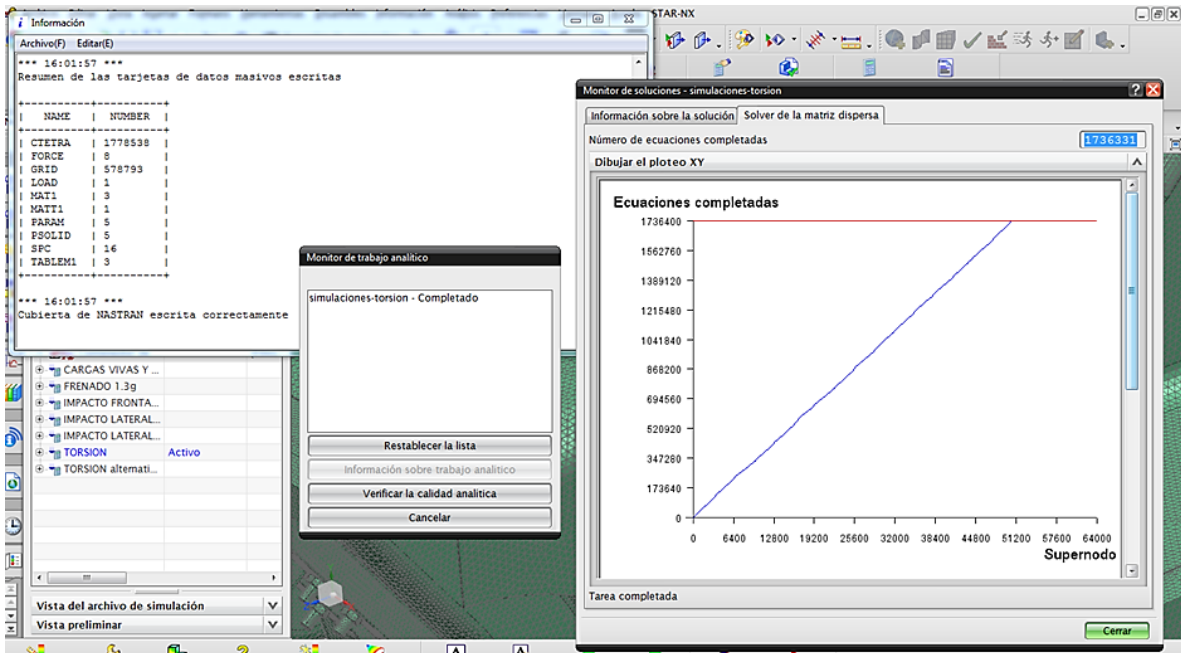 STAR-NX
Información
Archivo(F) Editar(E)
*** 16:01:57 ***
Resumen de las tarjetas de datos masivos escritas
+----------+----------+
| NAME | NUMBER |
+----------+----------+
| CTETRA | 1778538 |
| FORCE | 8 |
| GRID | 578793 |
| LOAD | 1 |
| MAT1 | 3 |
| MATT1 | 1 |
| PARAM | 5 |
| PSOLID | 5 |
| SPC | 16 |
| TABLEM1 | 3 |
+----------+----------+
*** 16:01:57 ***
Cubierta de NASTRAN escrita correctamente
CARGAS VIVAS Y ...
FRENADO 1.3g
IMPACTO FRONTA...
IMPACTO LATERAL...
IMPACTO LATERAL...
TORSION Activo
TORSION alternati...
Vista del archivo de simulación
Vista preliminar
Monitor de trabajo analítico
simulaciones-torsion - Completado
Restablecer la lista
Información sobre trabajo analítico
Verificar la calidad analítica
Cancelar
Monitor de soluciones - simulaciones-torsion
Información sobre la solución Solver de la matriz dispersa
Número de ecuaciones completadas 1736331
Dibujar el ploteo XY
Ecuaciones completadas
1736400
1562760
1389120
1215480
1041840
868200
694560
520920
347280
173640
0
0 6400 12800 19200 25600 32000 38400 44800 51200 57600 64000
Supernodo
Tarea completada
Cerrar